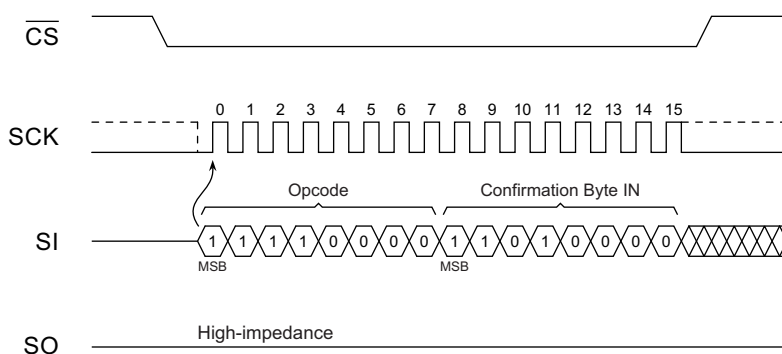 CS
0 1 2 3 4 5 6 7 8 9 10 11 12 13 14 15
SCK
Opcode Confirmation Byte IN
SI 1 1 1 1 0 0 0 0 1 1 0 1 0 0 0 0
MSB MSB
High-impedance
SO